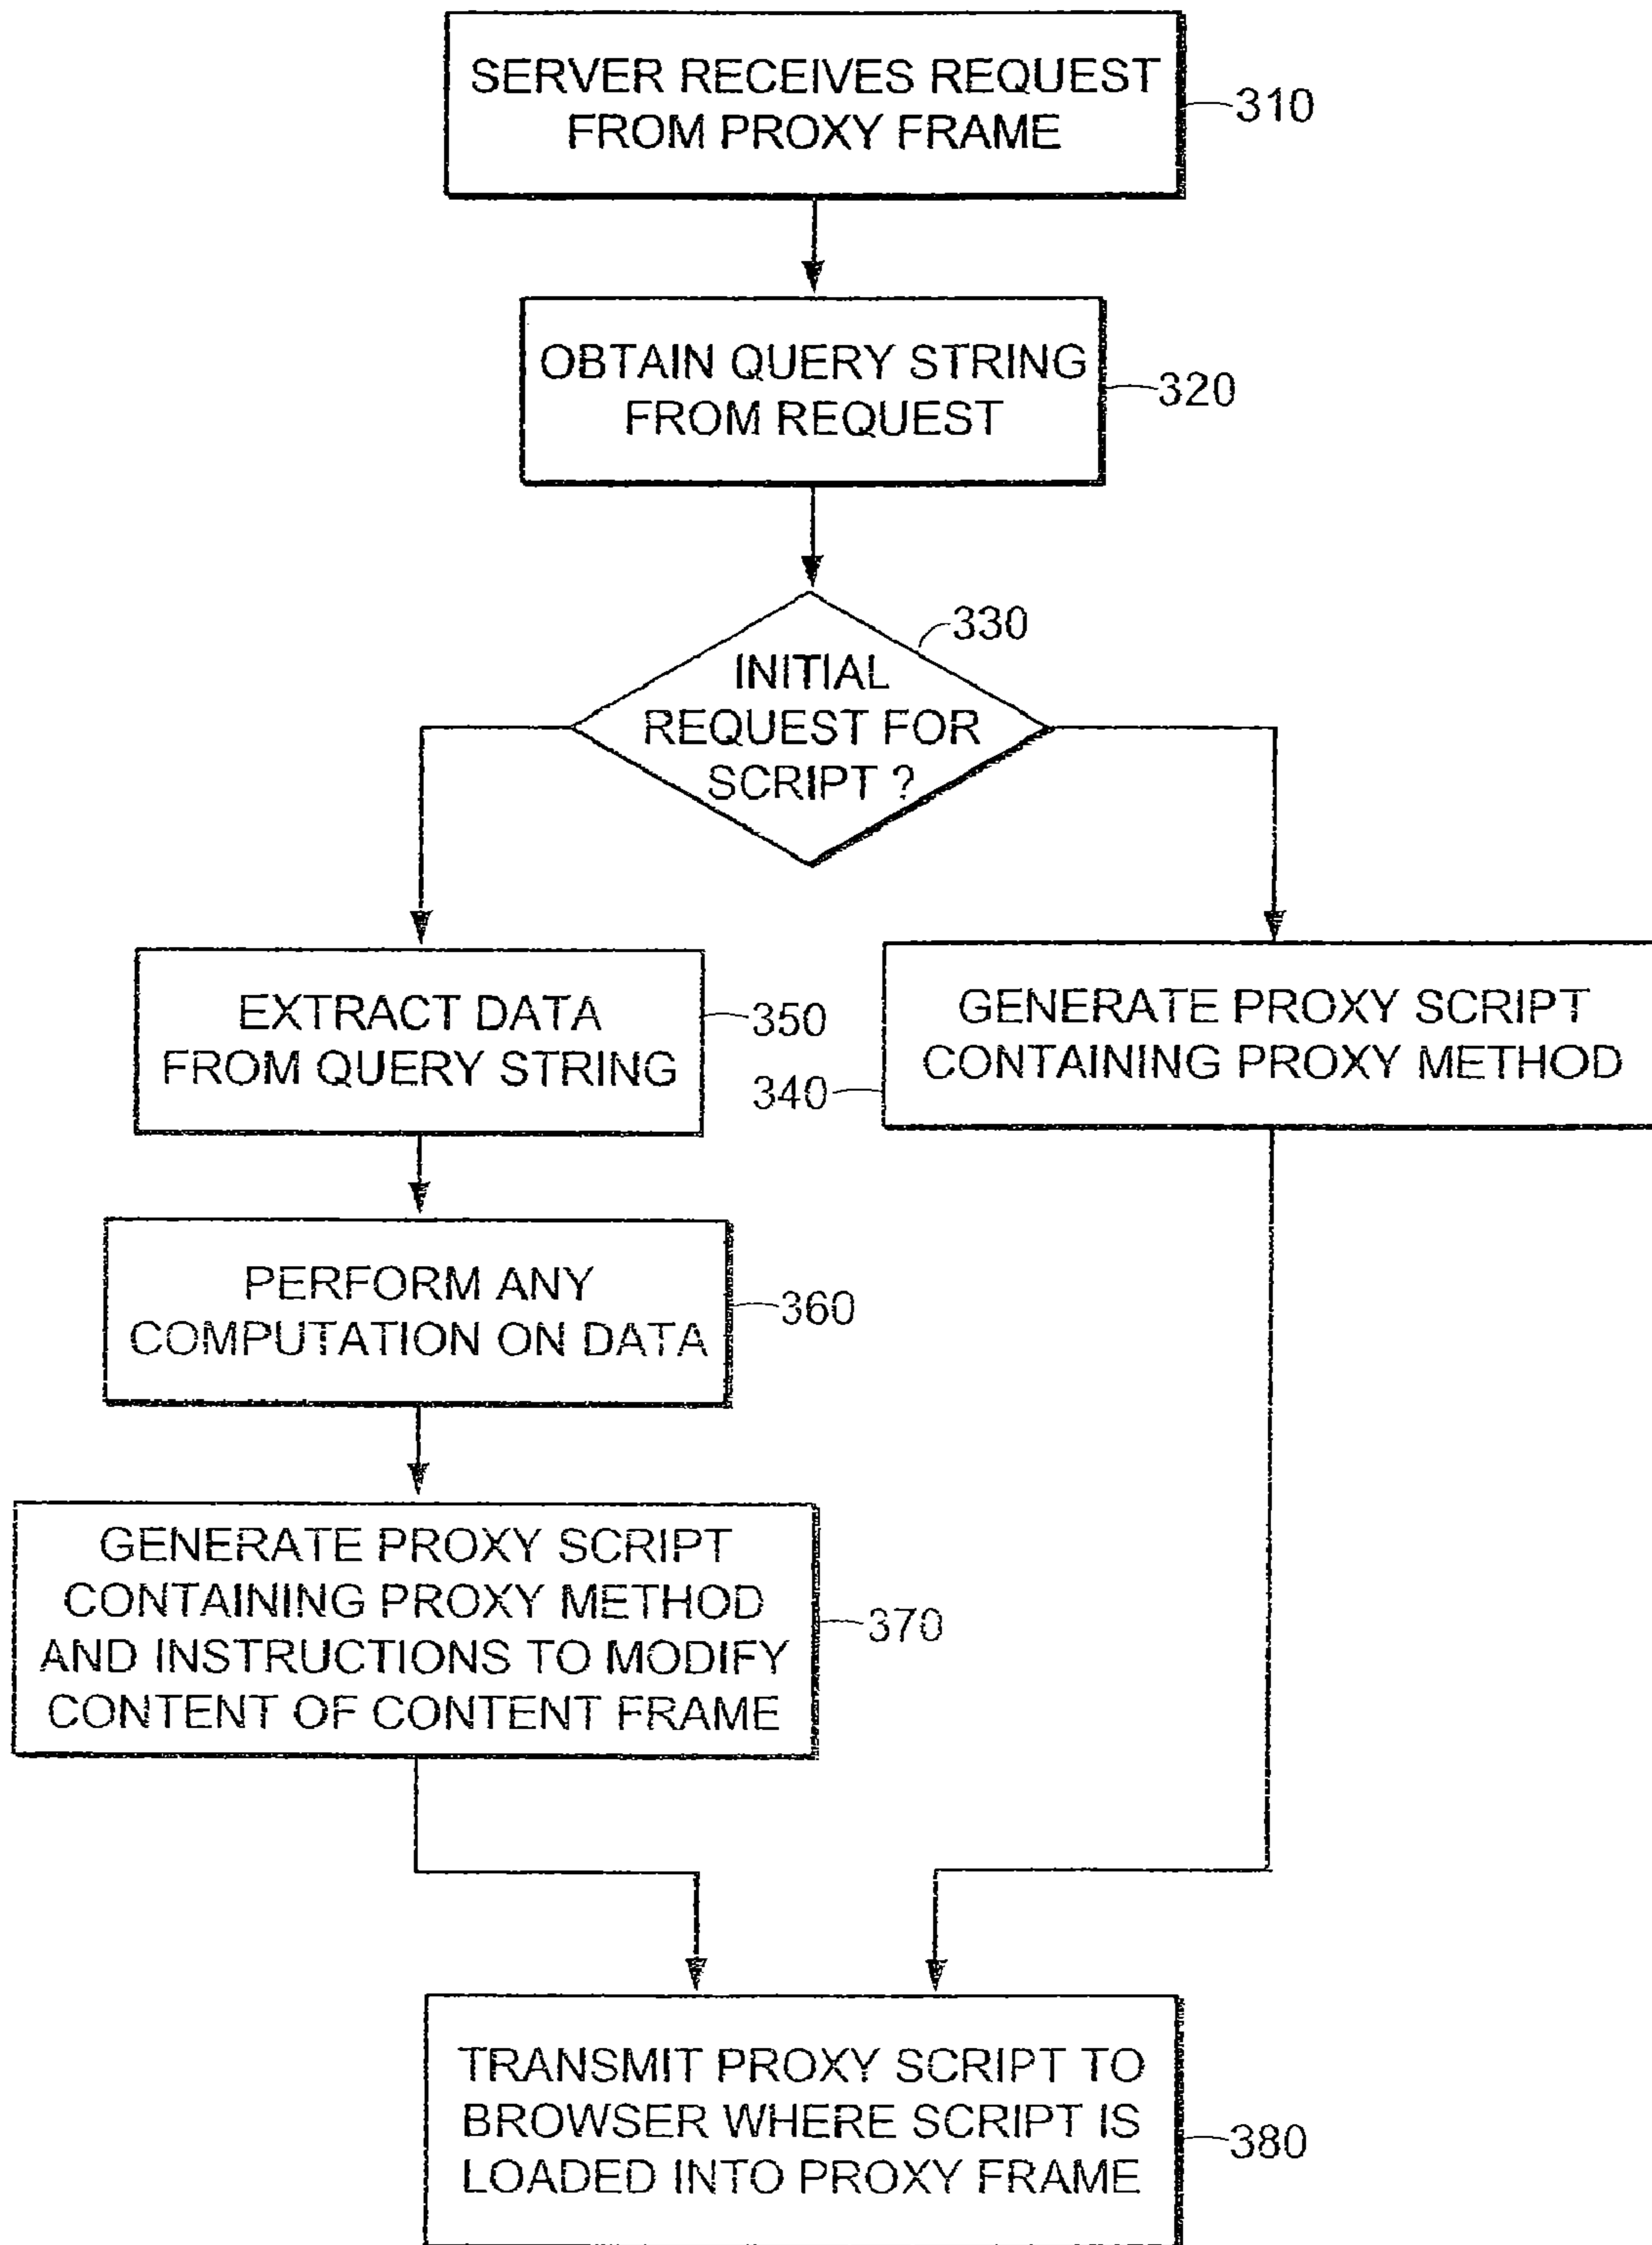 SERVER RECEIVES REQUEST
FROM PROXY FRAME
310
OBTAIN QUERY STRING
FROM REQUEST
320
330
INITIAL
REQUEST FOR
SCRIPT ?
EXTRACT DATA
FROM QUERY STRING
350
GENERATE PROXY SCRIPT
CONTAINING PROXY METHOD
340
PERFORM ANY
COMPUTATION ON DATA
360
GENERATE PROXY SCRIPT
CONTAINING PROXY METHOD
AND INSTRUCTIONS TO MODIFY
CONTENT OF CONTENT FRAME
370
TRANSMIT PROXY SCRIPT TO
BROWSER WHERE SCRIPT IS
LOADED INTO PROXY FRAME
380